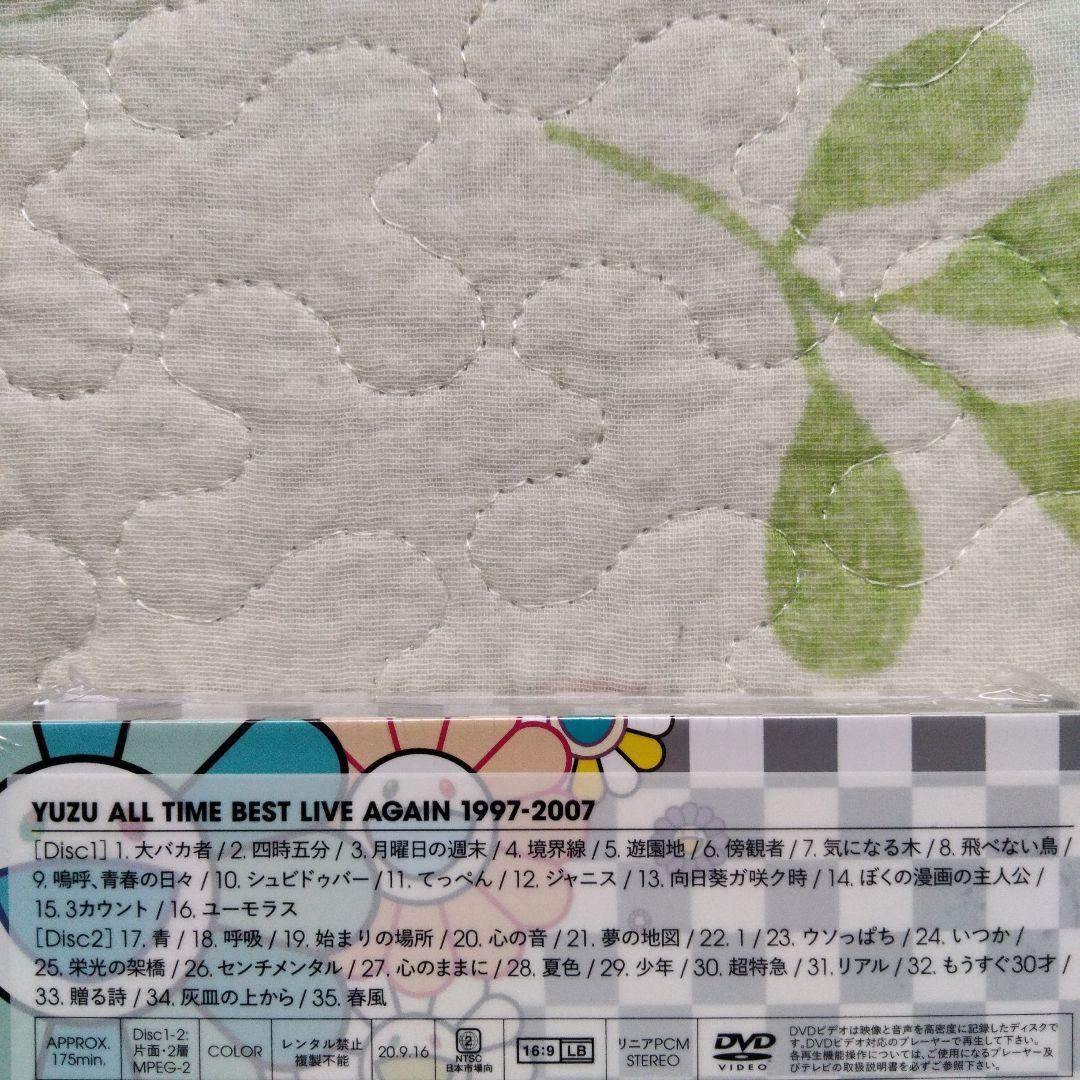 YUZU ALL TIME BEST LIVE AGAIN 1997-2007
[Disc1] 1. 大バカ者 / 2. 四時五分 / 3. 月曜日の週末 / 4. 境界線 / 5. 遊園地 / 6. 傍観者 / 7. 気になる木 / 8. 飛べない鳥 /
9. 嗚呼、青春の日々 / 10. シュビドゥバー / 11. てっぺん / 12. ジャニス / 13. 向日葵ガ咲ク時 / 14. ぼくの漫画の主人公 /
15. 3カウント / 16. ユーモラス
[Disc2] 17. 青 / 18. 呼吸 / 19. 始まりの場所 / 20. 心の音 / 21. 夢の地図 / 22. 1 / 23. ウソっぱち / 24. いつか /
25. 栄光の架橋 / 26. センチメンタル / 27. 心のままに / 28. 夏色 / 29. 少年 / 30. 超特急 / 31. リアル / 32. もうすぐ30才 /
33. 贈る詩 / 34. 灰皿の上から / 35. 春風
APPROX.
175min.
Disc1-2:
片面・2層
MPEG-2
COLOR
レンタル禁止
複製不能
20.9.16
2
NTSC
日本市場向
16:9 LB
リニアPCM
STEREO
DVD
VIDEO
DVDビデオは映像と音声を高密度に記録したディスクで
す。DVDビデオ対応のプレーヤーで再生して下さい。
各再生機能操作については、ご使用になるプレーヤー及
びテレビの取扱説明書を必ずご参照下さい。